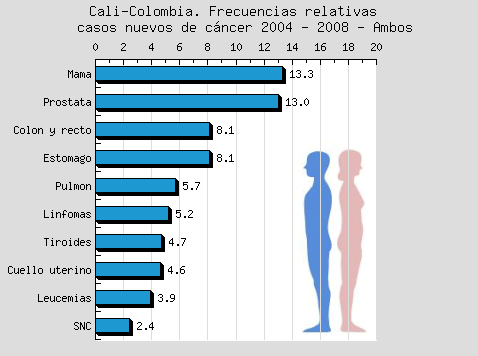 Cali-Colombia. Frecuencias relativas
casos nuevos de cáncer 2004 - 2008 - Ambos
0 2 4 6 8 10 12 14 16 18 20
Mama 13.3
Prostata 13.0
Colon y recto 8.1
Estomago 8.1
Pulmon 5.7
Linfomas 5.2
Tiroides 4.7
Cuello uterino 4.6
Leucemias 3.9
SNC 2.4